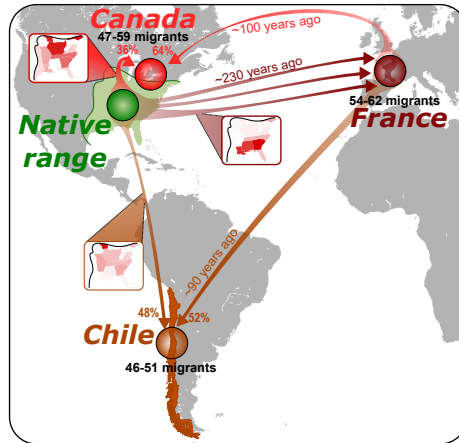 Canada
47-59 migrants
36%
64%
~100 years ago
~230 years ago
54-62 migrants
France
Native
range
~90 years ago
48%
52%
Chile
46-51 migrants